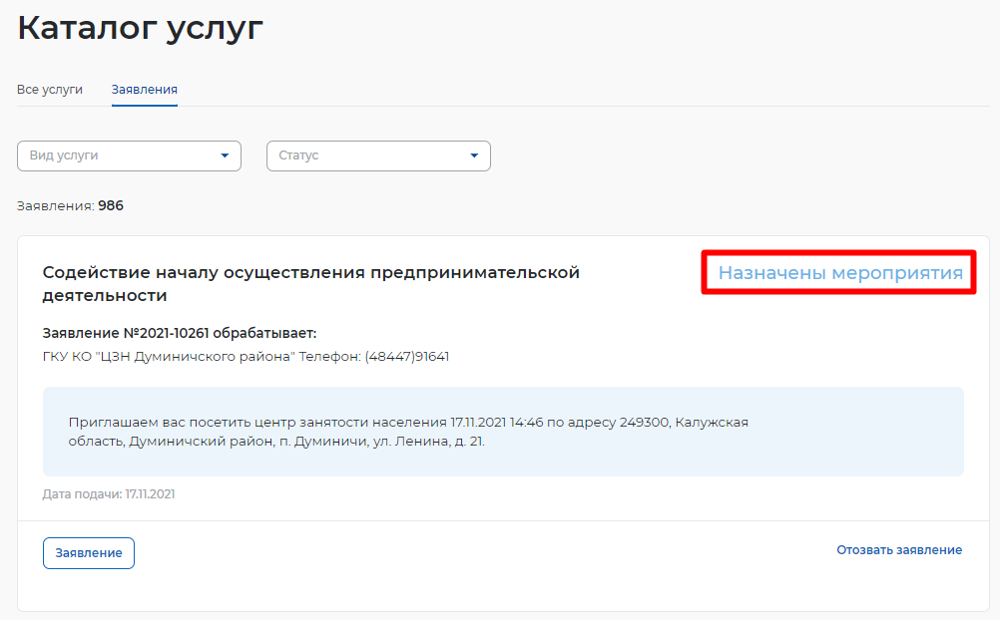 Каталог услуг
Все услуги
Заявления
Вид услуги
Статус
Заявления: 986
Содействие началу осуществления предпринимательской
деятельности
Назначены мероприятия
Заявление №2021-10261 обрабатывает:
ГКУ КО "ЦЗН Думиничского района" Телефон: (48447)91641
Приглашаем вас посетить центр занятости населения 17.11.2021 14:46 по адресу 249300, Калужская
область, Думиничский район, п. Думиничи, ул. Ленина, д. 21.
Дата подачи: 17.11.2021
Заявление
Отозвать заявление